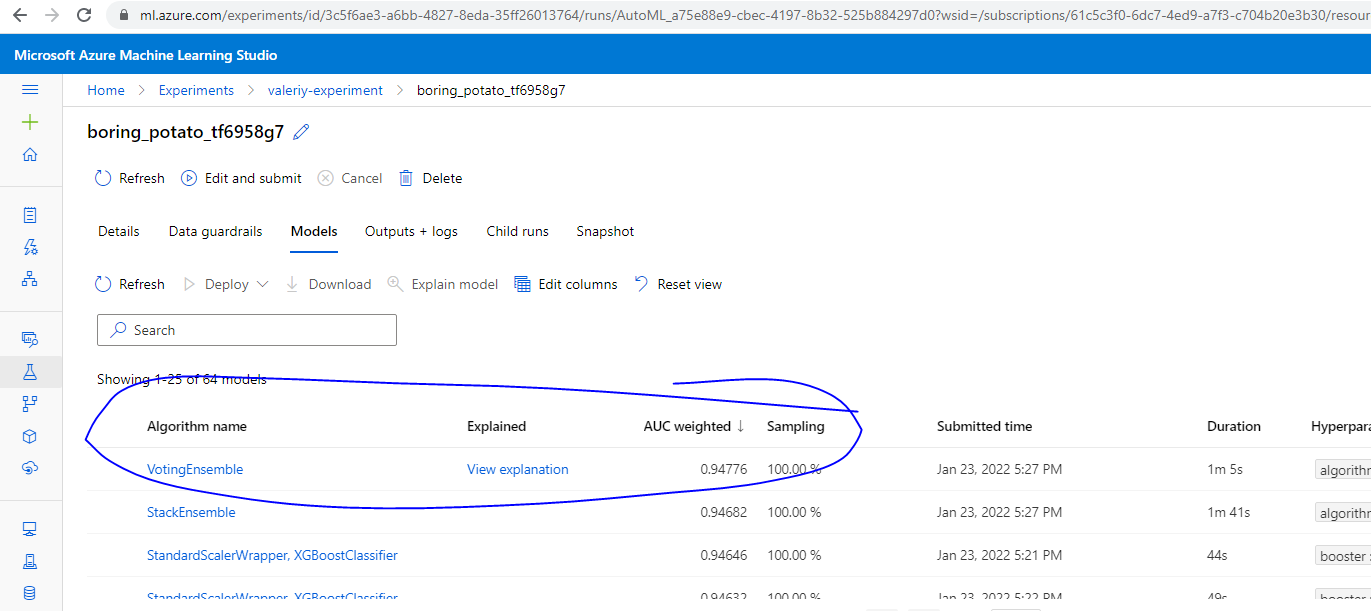 ml.azure.com/experiments/id/3c5f6ae3-a6bb-4827-8eda-35ff26013764/runs/AutoML_a75e88e9-cbec-4197-8b32-525b884297d0?wsid=/subscriptions/61c5c3f0-6dc7-4ed9-a7f3-c704b20e3b30/resour
Microsoft Azure Machine Learning Studio
Home > Experiments > valeriy-experiment > boring_potato_tf6958g7
boring_potato_tf6958g7
Refresh Edit and submit Cancel Delete
Details Data guardrails Models Outputs + logs Child runs Snapshot
Refresh Deploy Download Explain model Edit columns Reset view
Search
Showing 1-25 of 64 models
Algorithm name Explained AUC weighted ↓ Sampling Submitted time Duration Hyperpara
VotingEnsemble View explanation 0.94776 100.00 % Jan 23, 2022 5:27 PM 1m 5s algorithm
StackEnsemble 0.94682 100.00 % Jan 23, 2022 5:27 PM 1m 41s algorithm
StandardScalerWrapper, XGBoostClassifier 0.94646 100.00 % Jan 23, 2022 5:21 PM 44s booster :
StandardScalerWrapper, XGBoostClassifier 0.94632 100.00 % Jan 23, 2022 5:22 PM 49s booster